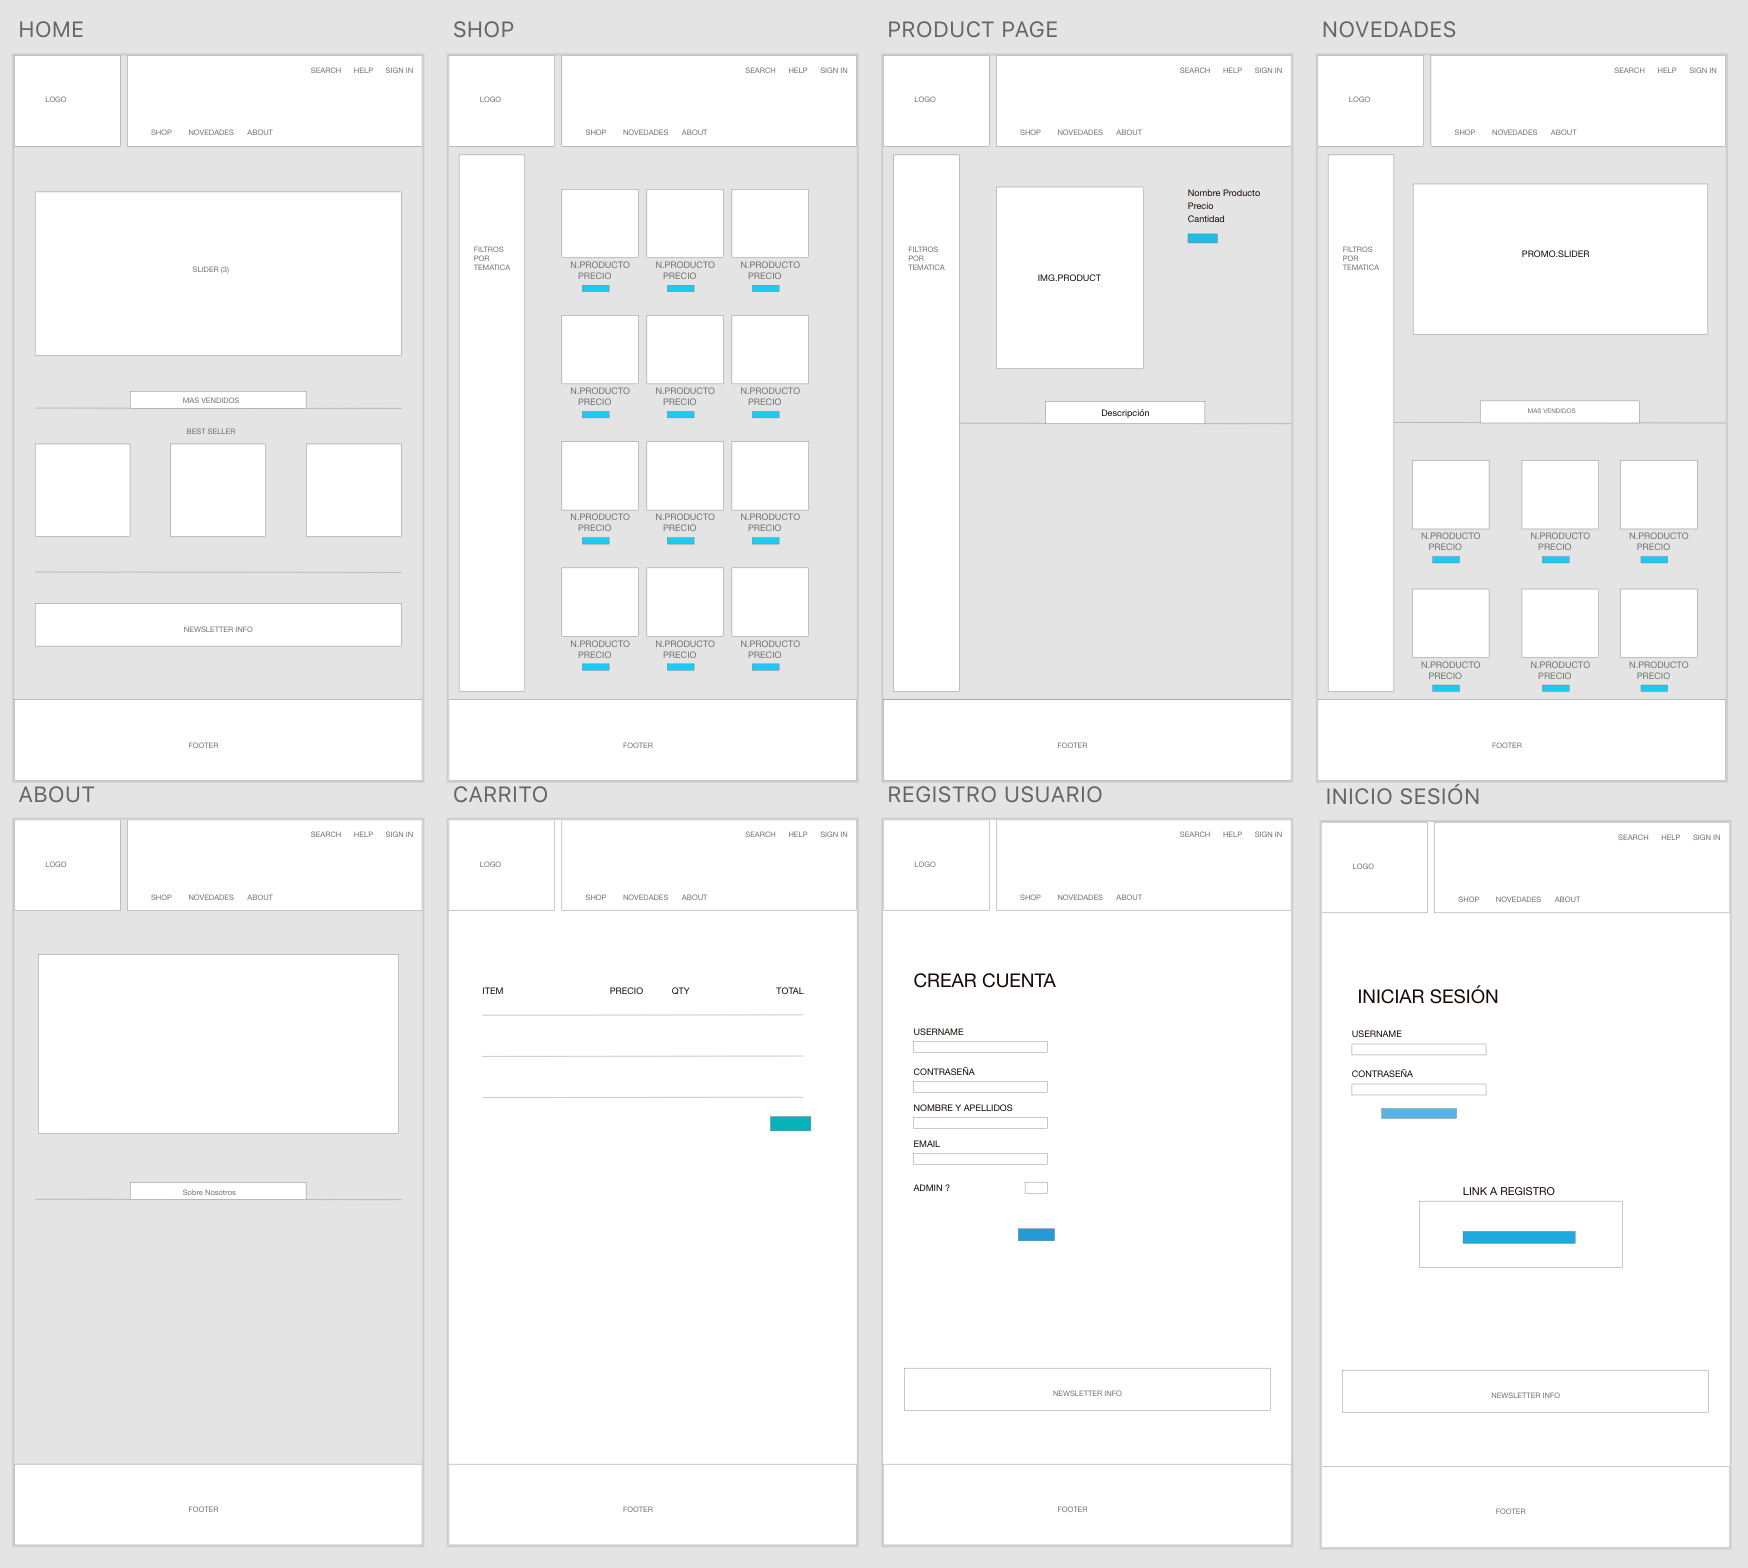 HOME
SEARCH HELP SIGN IN
LOGO
SHOP NOVEDADES ABOUT
SLIDER (3)
MAS VENDIDOS
BEST SELLER
NEWSLETTER INFO
FOOTER
SHOP
SEARCH HELP SIGN IN
LOGO
SHOP NOVEDADES ABOUT
FILTROS
POR
TEMATICA
N.PRODUCTO N.PRODUCTO N.PRODUCTO
PRECIO PRECIO PRECIO
N.PRODUCTO N.PRODUCTO N.PRODUCTO
PRECIO PRECIO PRECIO
N.PRODUCTO N.PRODUCTO N.PRODUCTO
PRECIO PRECIO PRECIO
N.PRODUCTO N.PRODUCTO N.PRODUCTO
PRECIO PRECIO PRECIO
FOOTER
PRODUCT PAGE
SEARCH HELP SIGN IN
LOGO
SHOP NOVEDADES ABOUT
FILTROS
POR
TEMATICA
IMG.PRODUCT
Nombre Producto
Precio
Cantidad
Descripción
FOOTER
NOVEDADES
SEARCH HELP SIGN IN
LOGO
SHOP NOVEDADES ABOUT
FILTROS
POR
TEMATICA
PROMO.SLIDER
MAS VENDIDOS
N.PRODUCTO N.PRODUCTO N.PRODUCTO
PRECIO PRECIO PRECIO
N.PRODUCTO N.PRODUCTO N.PRODUCTO
PRECIO PRECIO PRECIO
FOOTER
ABOUT
SEARCH HELP SIGN IN
LOGO
SHOP NOVEDADES ABOUT
Sobre Nosotros
FOOTER
CARRITO
SEARCH HELP SIGN IN
LOGO
SHOP NOVEDADES ABOUT
ITEM PRECIO QTY TOTAL
FOOTER
REGISTRO USUARIO
SEARCH HELP SIGN IN
LOGO
SHOP NOVEDADES ABOUT
CREAR CUENTA
USERNAME
CONTRASEÑA
NOMBRE Y APELLIDOS
EMAIL
ADMIN ?
NEWSLETTER INFO
FOOTER
INICIO SESIÓN
SEARCH HELP SIGN IN
LOGO
SHOP NOVEDADES ABOUT
INICIAR SESIÓN
USERNAME
CONTRASEÑA
LINK A REGISTRO
NEWSLETTER INFO
FOOTER